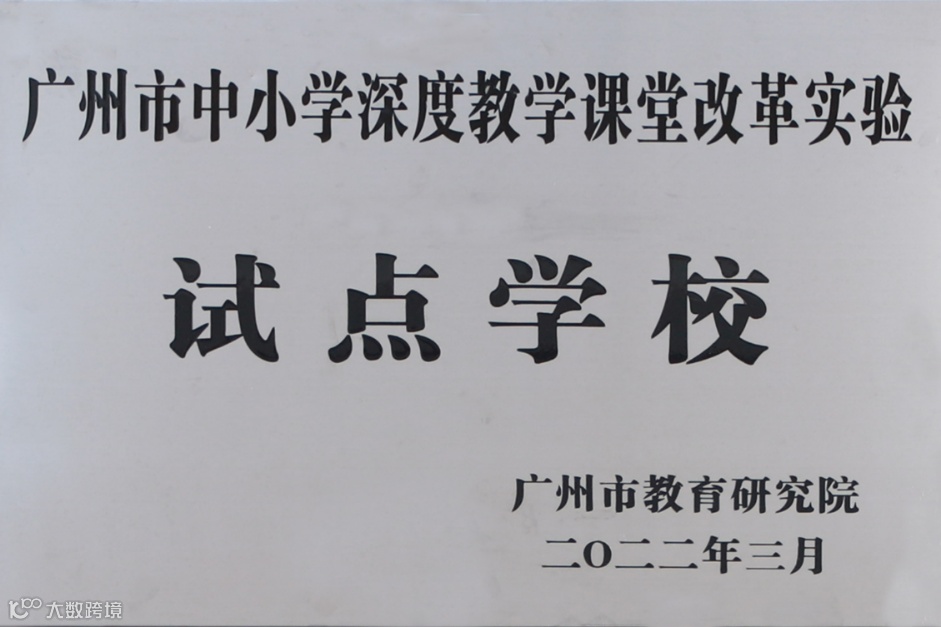 广州市中小学深度教学课堂改革实验
试点学校
广州市教育研究院
二〇二二年三月
大数跨境